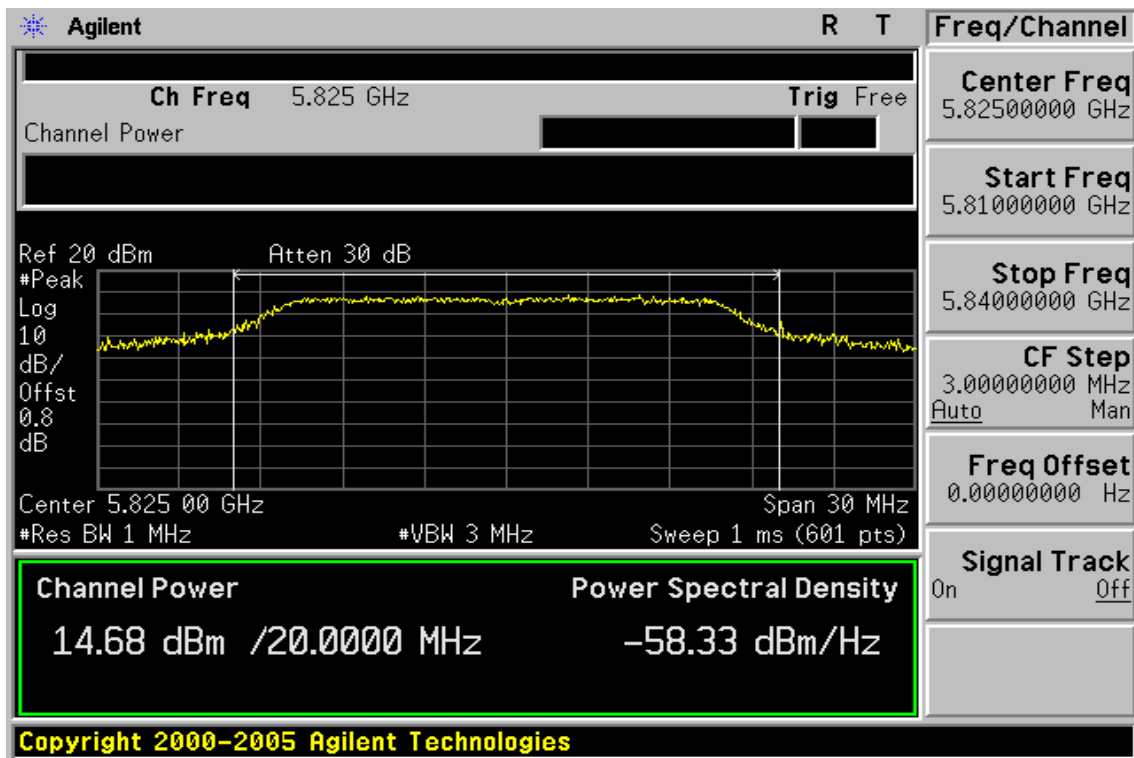 Agilent R T Freq/Channel
Ch Freq 5.825 GHz Trig Free
Channel Power
Center Freq
5.82500000 GHz
Start Freq
5.81000000 GHz
Stop Freq
5.84000000 GHz
CF Step
3.00000000 MHz
Auto Man
Freq Offset
0.00000000 Hz
Signal Track
On Off
Ref 20 dBm Atten 30 dB
#Peak
Log
10
dB/
Offst
0.8
dB
Center 5.825 00 GHz Span 30 MHz
#Res BW 1 MHz #VBW 3 MHz Sweep 1 ms (601 pts)
Channel Power Power Spectral Density
14.68 dBm /20.0000 MHz -58.33 dBm/Hz
Copyright 2000-2005 Agilent Technologies